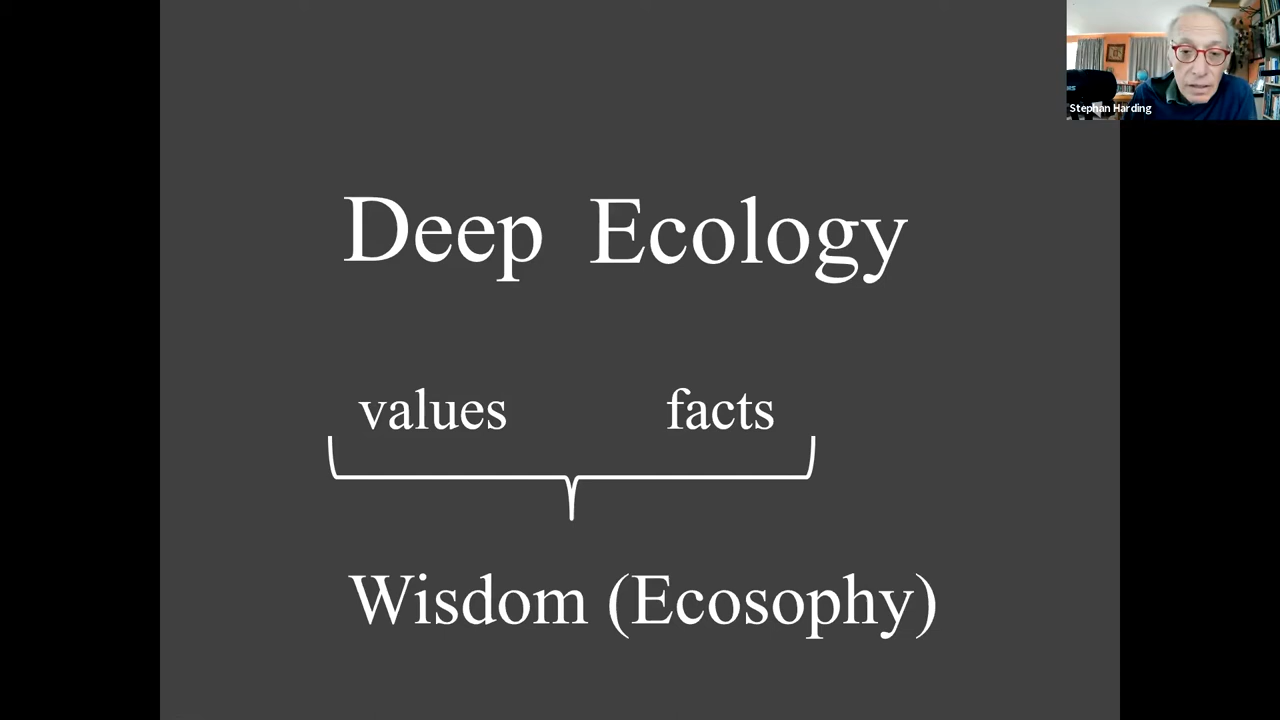 Stephan Harding
Deep Ecology
values facts
Wisdom (Ecosophy)